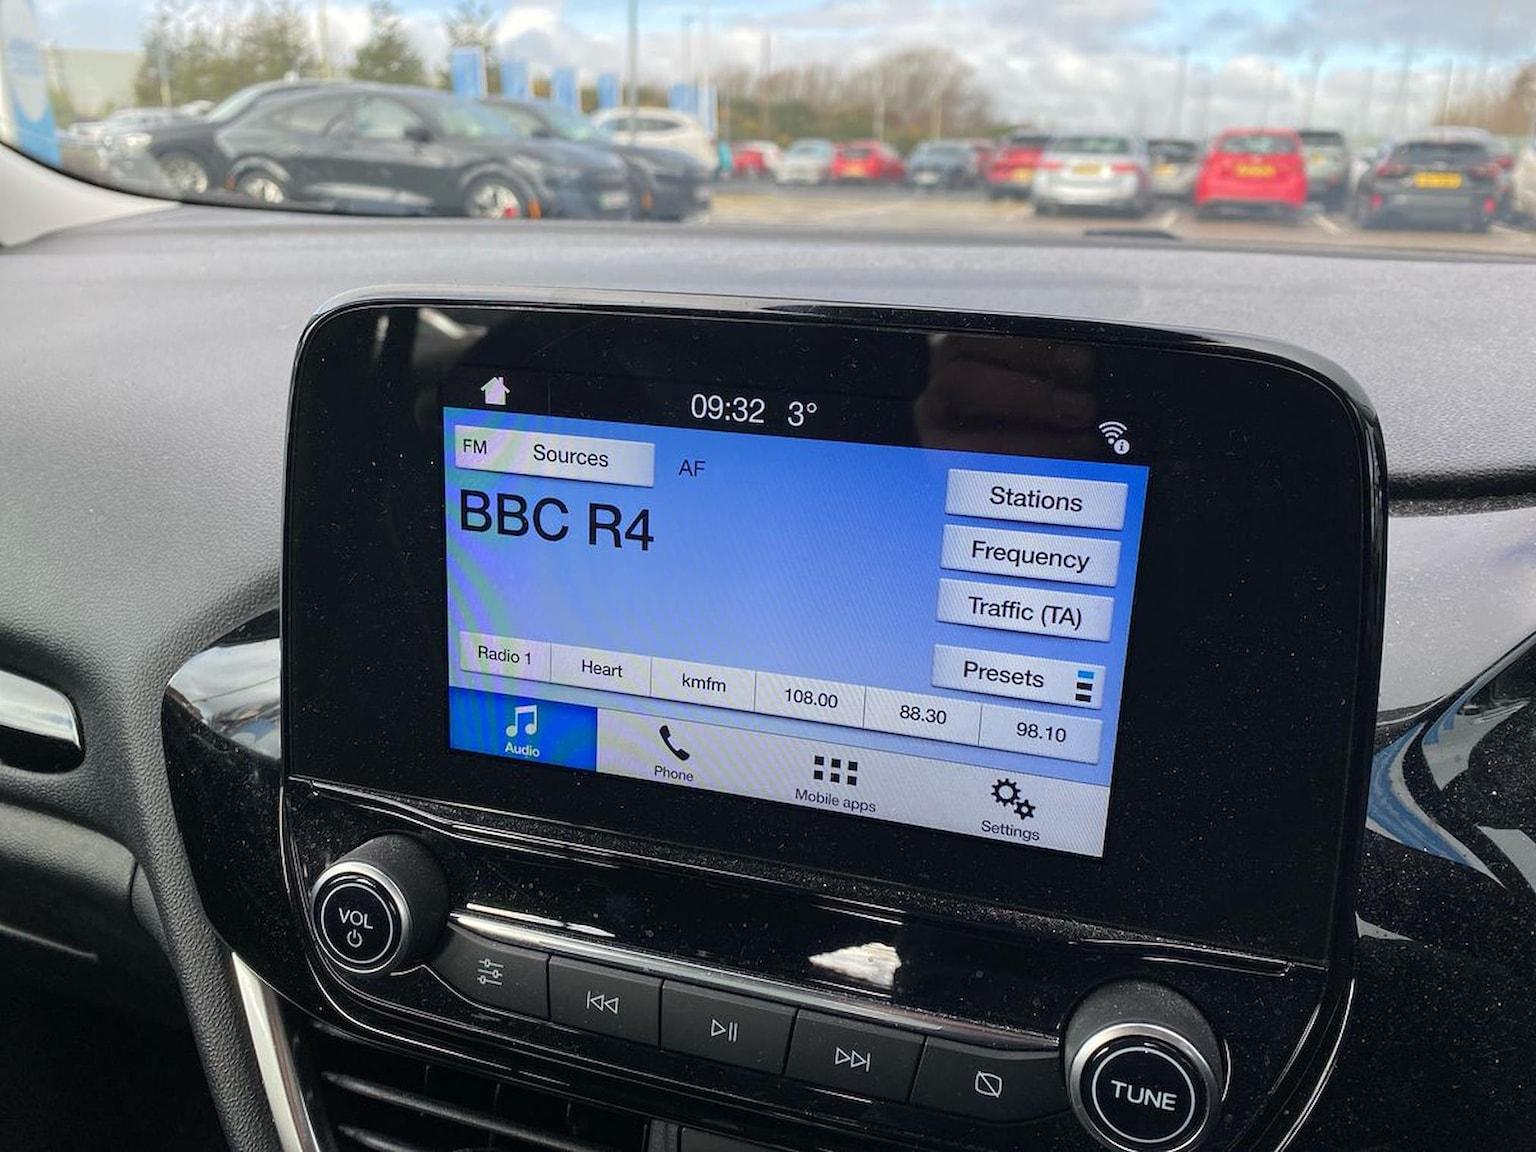 09:32 3°
FM Sources AF
BBC R4
Stations
Frequency
Traffic (TA)
Presets
Radio 1 Heart kmfm 108.00 88.30 98.10
Audio Phone Mobile apps Settings
VOL
TUNE